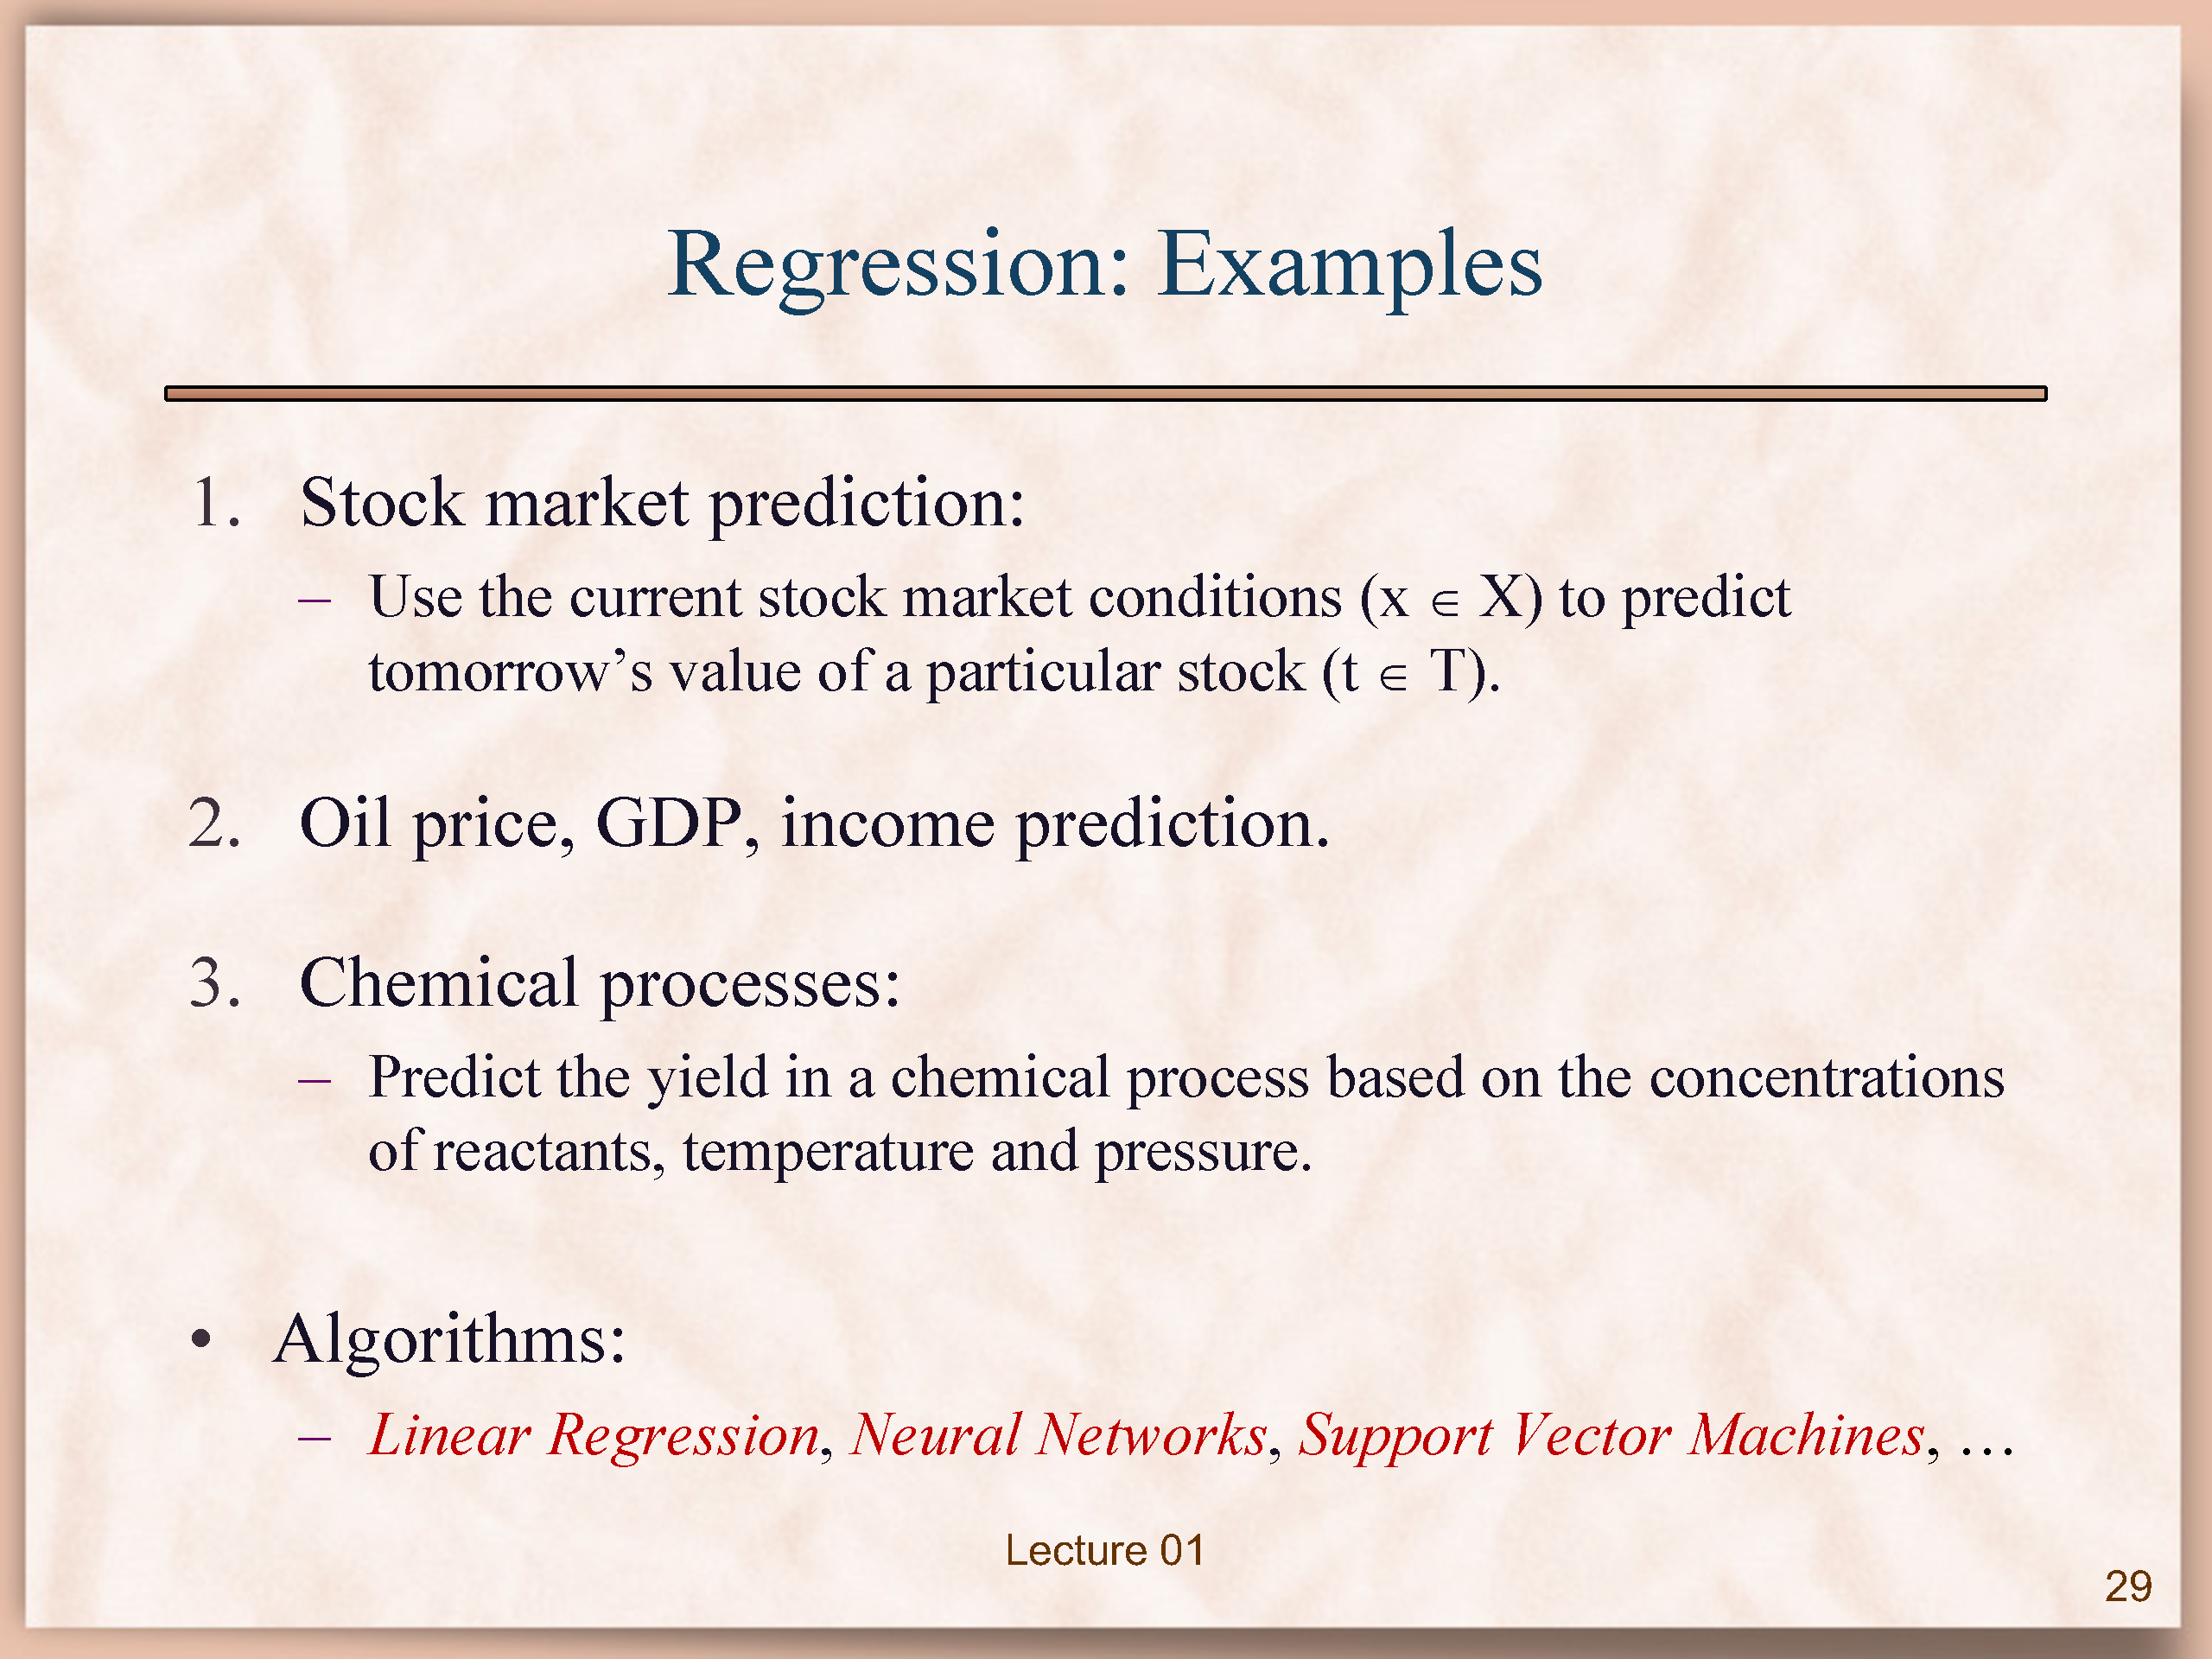 Regression: Examples
1. Stock market prediction:
– Use the current stock market conditions (x ∈ X) to predict
tomorrow’s value of a particular stock (t ∈ T).
2. Oil price, GDP, income prediction.
3. Chemical processes:
– Predict the yield in a chemical process based on the concentrations
of reactants, temperature and pressure.
• Algorithms:
– Linear Regression, Neural Networks, Support Vector Machines, …
Lecture 01
29